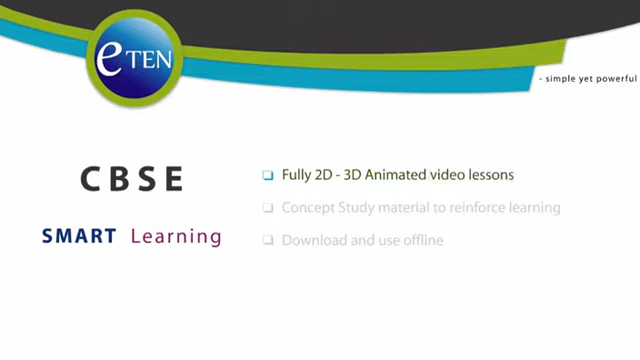 eTEN
- simple yet powerful
CBSE
SMART Learning
Fully 2D - 3D Animated video lessons
Concept Study material to reinforce learning
Download and use offline